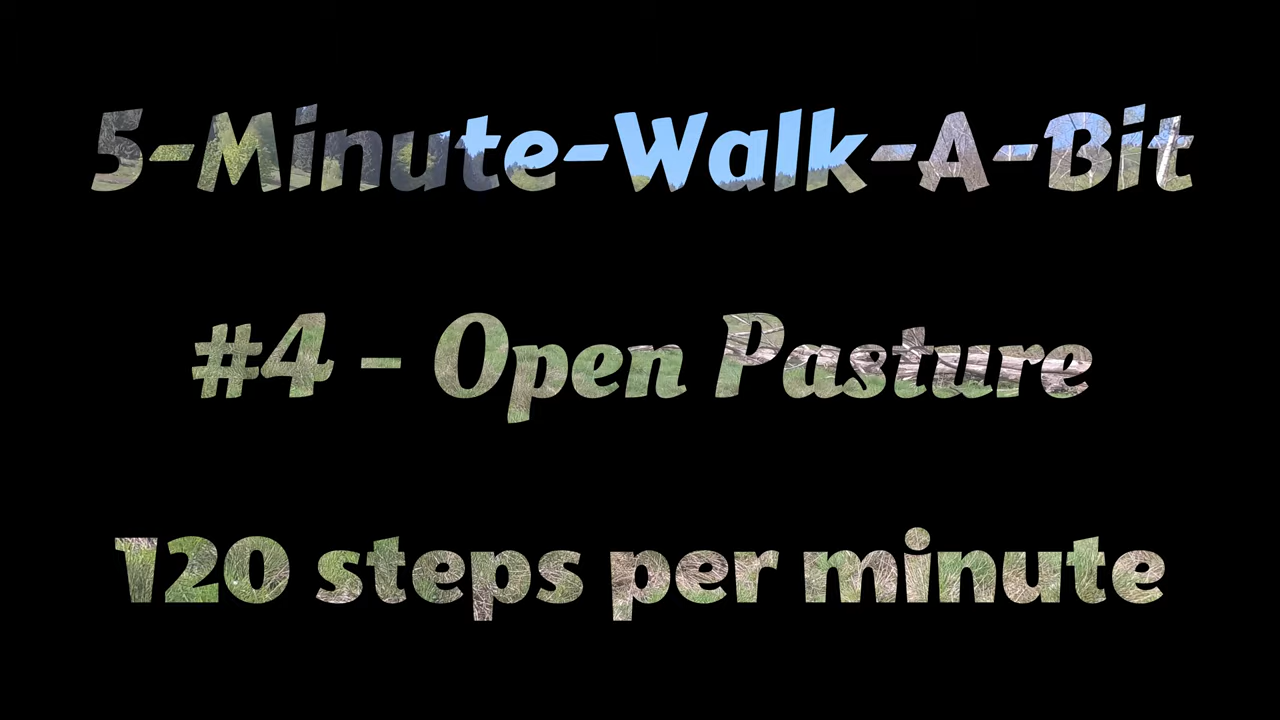 5-Minute-Walk-A-Bit
#4 - Open Pasture
120 steps per minute